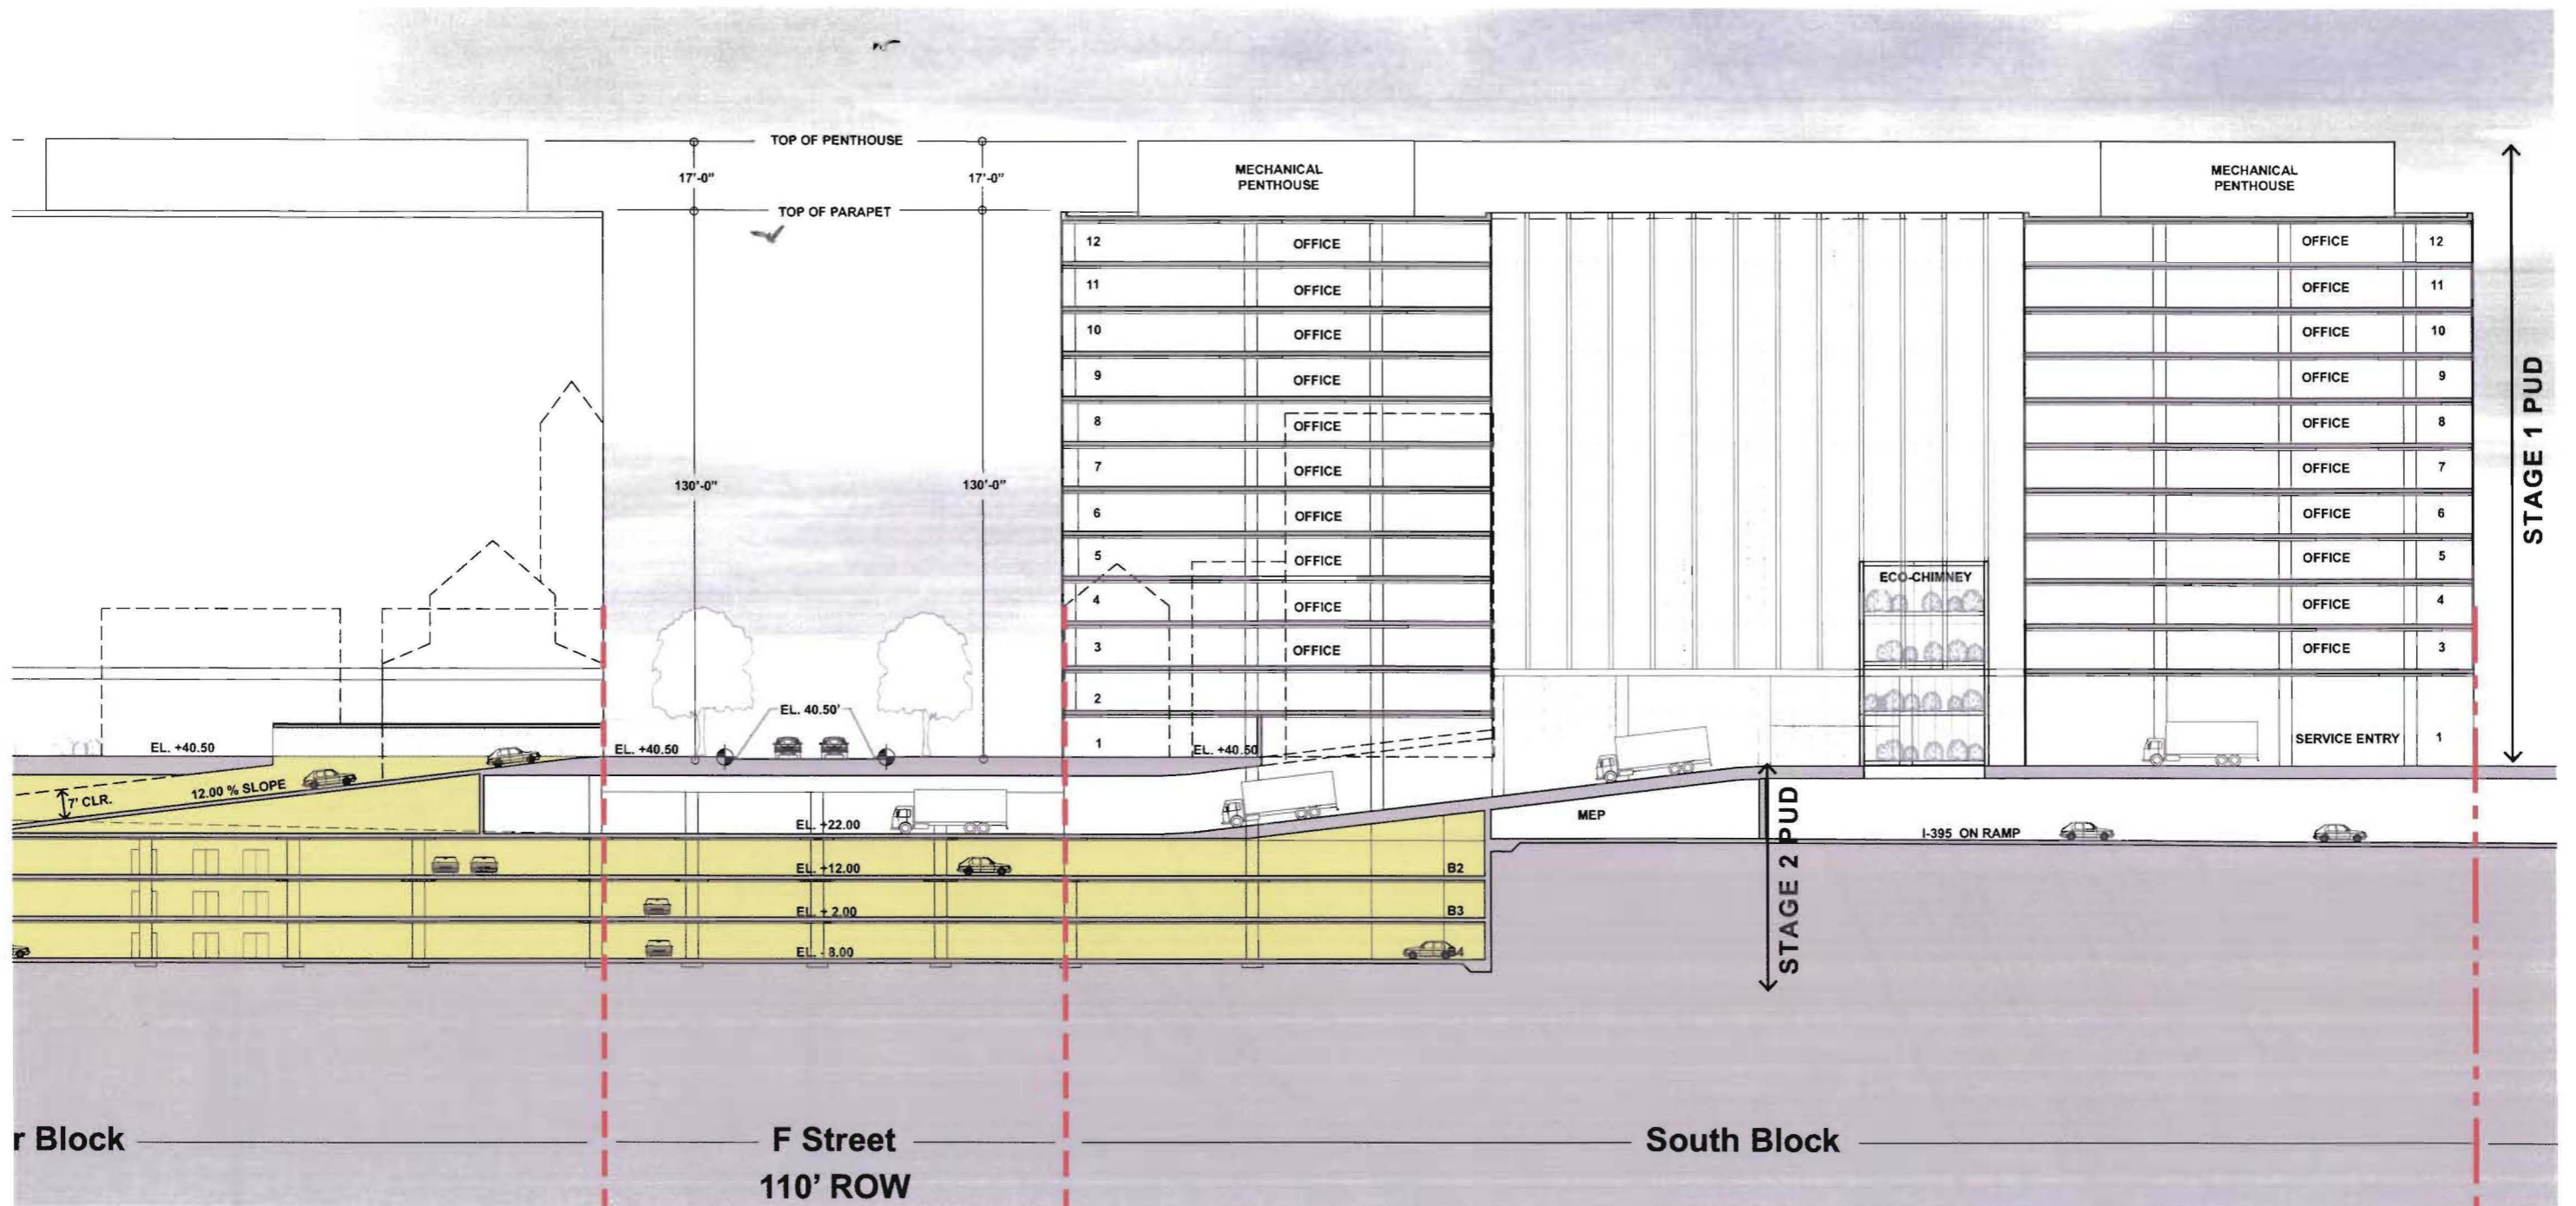 TOP OF PENTHOUSE
17'-0"
17'-0"
TOP OF PARAPET
130'-0"
130'-0"
MECHANICAL
PENTHOUSE
MECHANICAL
PENTHOUSE
12 OFFICE
11 OFFICE
10 OFFICE
9 OFFICE
8 OFFICE
7 OFFICE
6 OFFICE
5 OFFICE
4 OFFICE
3 OFFICE
2
1
OFFICE 12
OFFICE 11
OFFICE 10
OFFICE 9
OFFICE 8
OFFICE 7
OFFICE 6
OFFICE 5
OFFICE 4
OFFICE 3
SERVICE ENTRY 1
ECO-CHIMNEY
STAGE 1 PUD
EL. 40.50'
EL. +40.50
EL. +40.50
EL. +40.50
7' CLR.
12.00 % SLOPE
EL. +22.00
MEP
I-395 ON RAMP
STAGE 2 PUD
EL. +12.00
B2
EL. + 2.00
B3
EL. - 8.00
B4
r Block
F Street
110' ROW
South Block